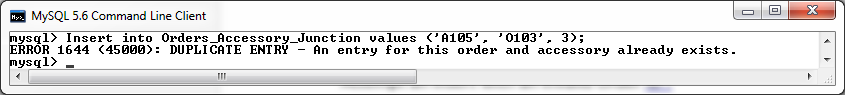 MySQL 5.6 Command Line Client
mysql> Insert into Orders_Accessory_Junction values ('A105', 'O103', 3);
ERROR 1644 (45000): DUPLICATE ENTRY - An entry for this order and accessory already exists.
mysql> _